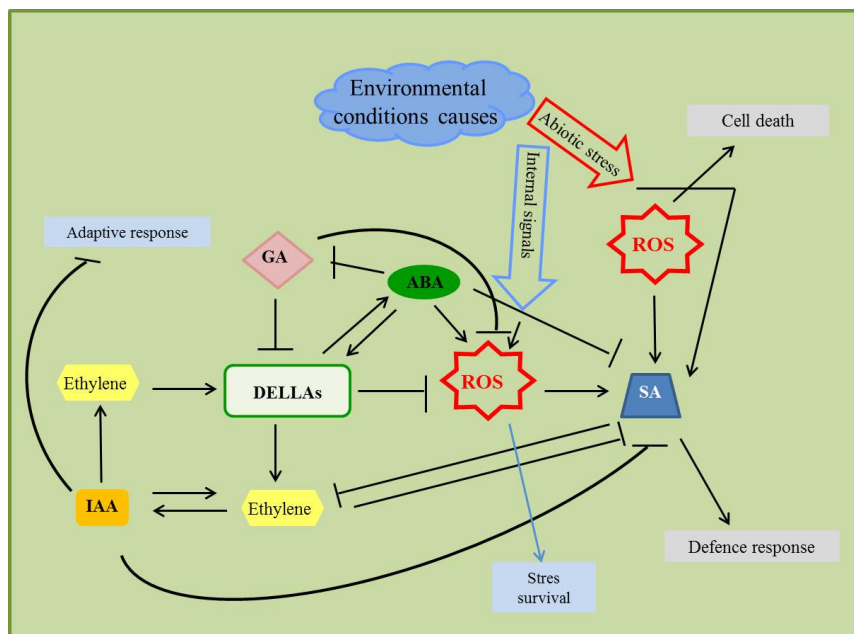 Environmental
conditions causes
Abiotic stress
Internal
signals
Cell death
ROS
Adaptive response
GA
ABA
Ethylene
DELLAs
ROS
SA
IAA
Ethylene
Defence response
Stres
survival